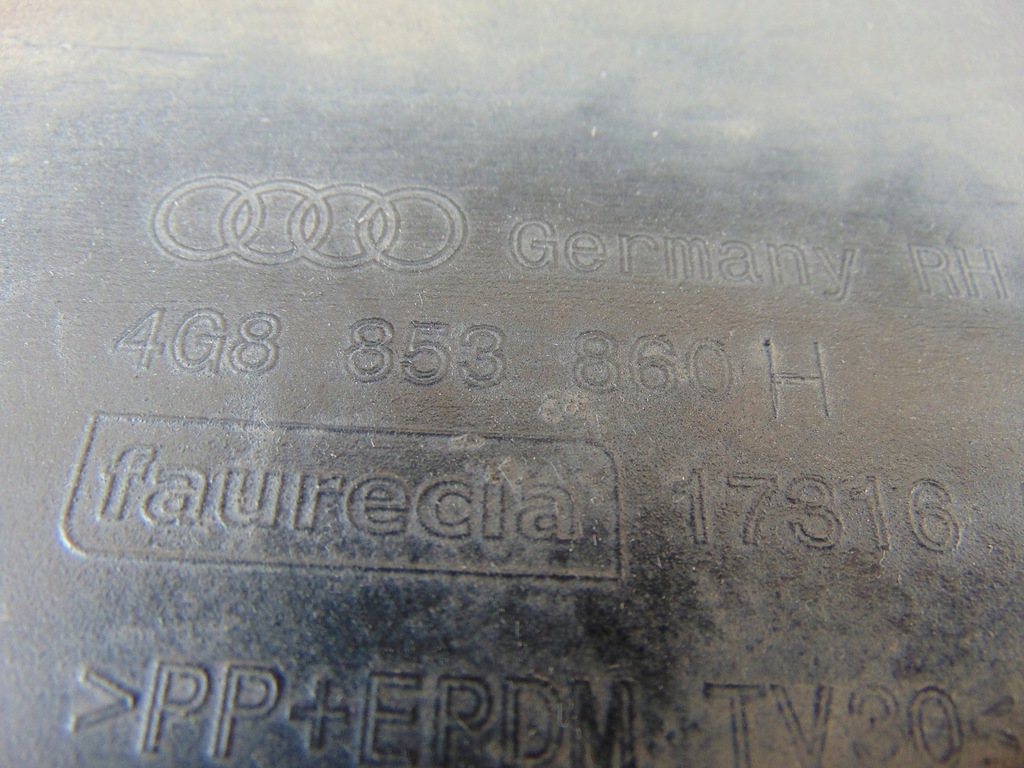 Germany RH
4G8 853 860 H
faurecia 17316
>PP+EPDM TV30<